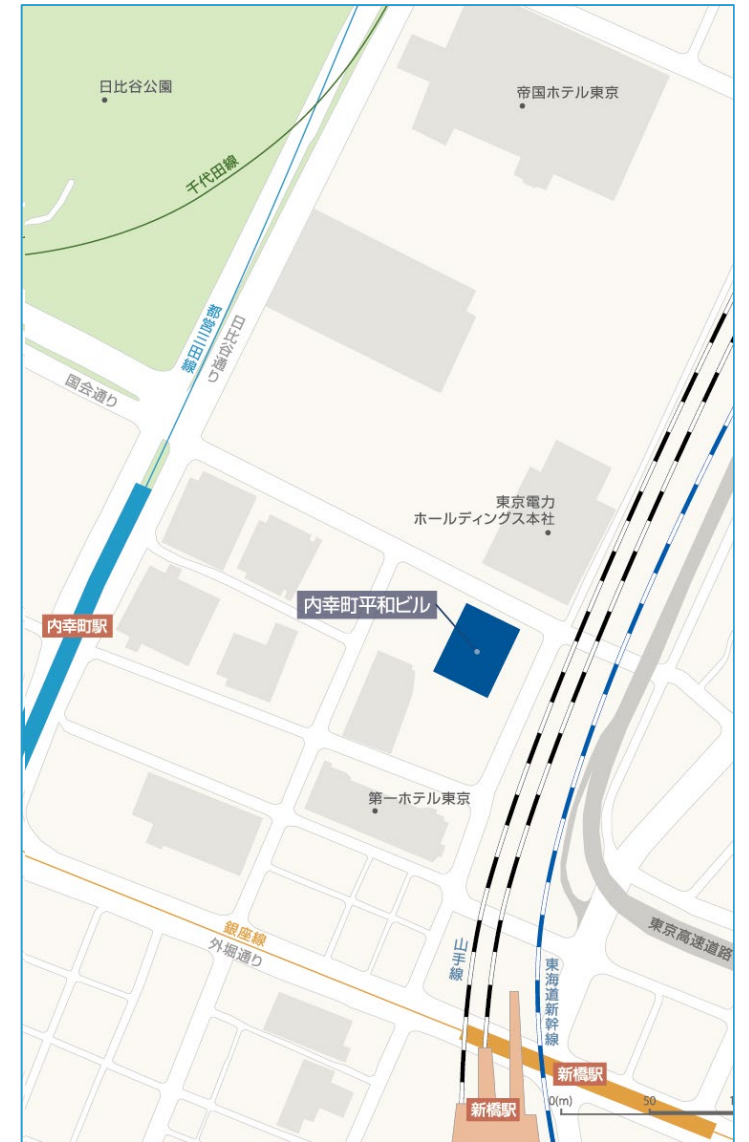 日比谷公園
帝国ホテル東京
千代田線
都営三田線
日比谷通り
国会通り
東京電力
ホールディングス本社
内幸町平和ビル
内幸町駅
第一ホテル東京
銀座線
外堀通り
山手線
東海道新幹線
東京高速道路
新橋駅
新橋駅
0(m)
50